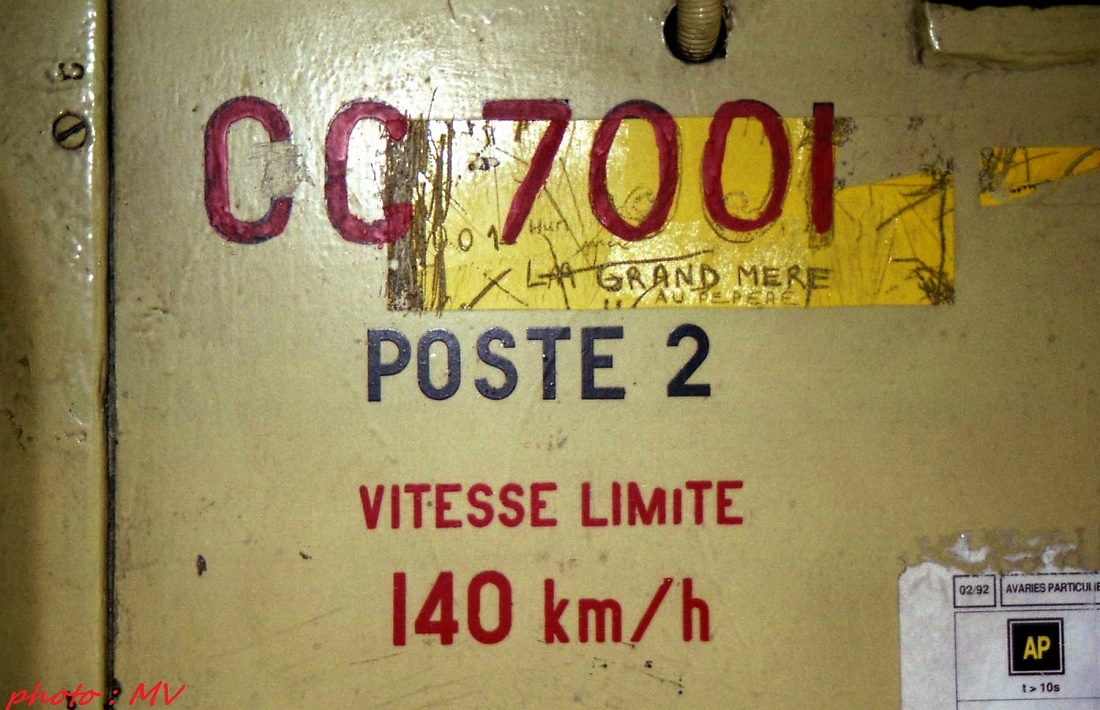 CC 7001
001
LA GRAND MERE
AU PEPERE
POSTE 2
VITESSE LIMITE
140 km/h
02/92 AVARIES PARTICULIE
AP
t > 10s
photo : MV